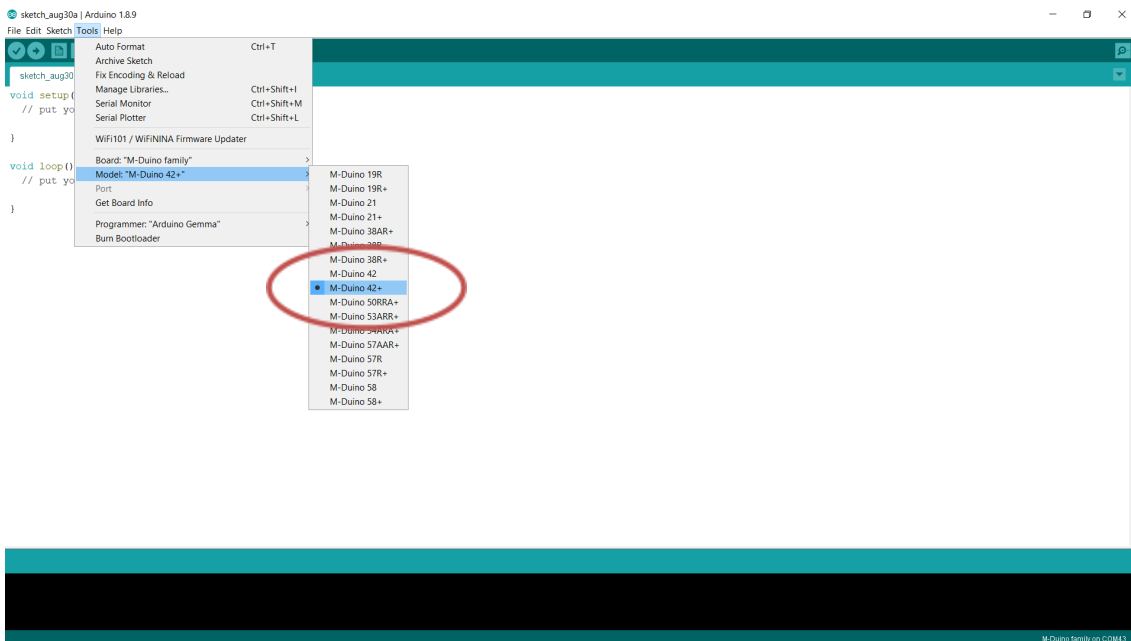 sketch_aug30a | Arduino 1.8.9
File Edit Sketch Tools Help
sketch_aug30
void setup(
// put yo
}
void loop()
// put yo
}
Auto Format Ctrl+T
Archive Sketch
Fix Encoding & Reload
Manage Libraries... Ctrl+Shift+I
Serial Monitor Ctrl+Shift+M
Serial Plotter Ctrl+Shift+L
WiFi101 / WiFiNINA Firmware Updater
Board: "M-Duino family"
Model: "M-Duino 42+"
Port
Get Board Info
Programmer: "Arduino Gemma"
Burn Bootloader
M-Duino 19R
M-Duino 19R+
M-Duino 21
M-Duino 21+
M-Duino 38AR+
M-Duino 38R
M-Duino 38R+
M-Duino 42
M-Duino 42+
M-Duino 50RRA+
M-Duino 53ARR+
M-Duino 54ARA+
M-Duino 57AAR+
M-Duino 57R
M-Duino 57R+
M-Duino 58
M-Duino 58+
M-Duino family on COM43